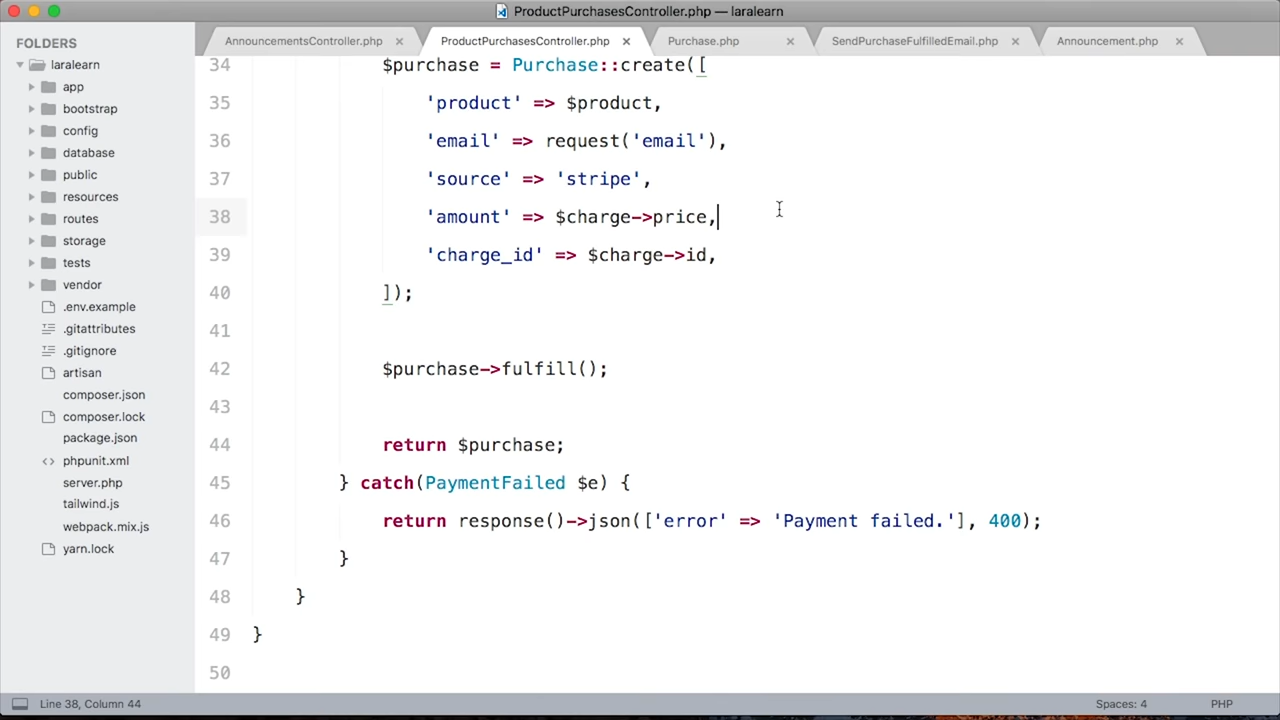 ProductPurchasesController.php — laralearn
FOLDERS
laralearn
app
bootstrap
config
database
public
resources
routes
storage
tests
vendor
.env.example
.gitattributes
.gitignore
artisan
composer.json
composer.lock
package.json
phpunit.xml
server.php
tailwind.js
webpack.mix.js
yarn.lock
AnnouncementsController.php
ProductPurchasesController.php
Purchase.php
SendPurchaseFulfilledEmail.php
Announcement.php
34 $purchase = Purchase::create([
35 'product' => $product,
36 'email' => request('email'),
37 'source' => 'stripe',
38 'amount' => $charge->price,
39 'charge_id' => $charge->id,
40 ]);
41
42 $purchase->fulfill();
43
44 return $purchase;
45 } catch(PaymentFailed $e) {
46 return response()->json(['error' => 'Payment failed.'], 400);
47 }
48 }
49 }
50
Line 38, Column 44
Spaces: 4
PHP